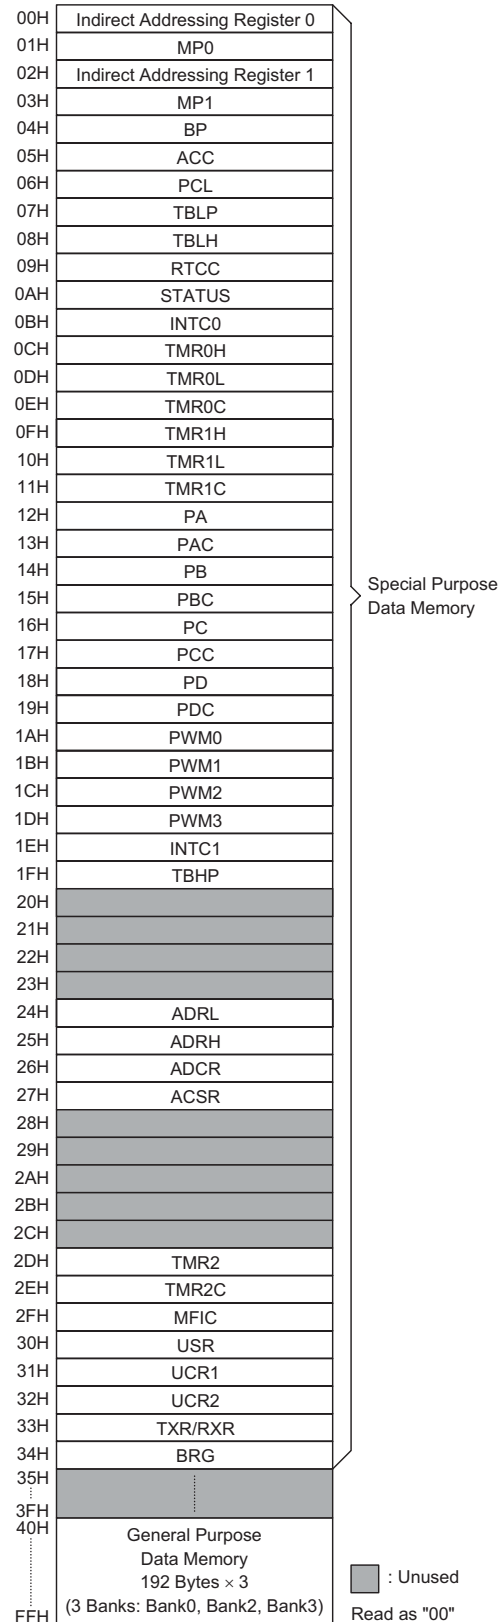 00H Indirect Addressing Register 0
01H MP0
02H Indirect Addressing Register 1
03H MP1
04H BP
05H ACC
06H PCL
07H TBLP
08H TBLH
09H RTCC
0AH STATUS
0BH INTC0
0CH TMR0H
0DH TMR0L
0EH TMR0C
0FH TMR1H
10H TMR1L
11H TMR1C
12H PA
13H PAC
14H PB
15H PBC
16H PC
17H PCC
18H PD
19H PDC
1AH PWM0
1BH PWM1
1CH PWM2
1DH PWM3
1EH INTC1
1FH TBHP
20H
21H
22H
23H
24H ADRL
25H ADRH
26H ADCR
27H ACSR
28H
29H
2AH
2BH
2CH
2DH TMR2
2EH TMR2C
2FH MFIC
30H USR
31H UCR1
32H UCR2
33H TXR/RXR
34H BRG
35H
3FH
40H
General Purpose
Data Memory
192 Bytes × 3
(3 Banks: Bank0, Bank2, Bank3)
FFH
Special Purpose
Data Memory
: Unused
Read as "00"